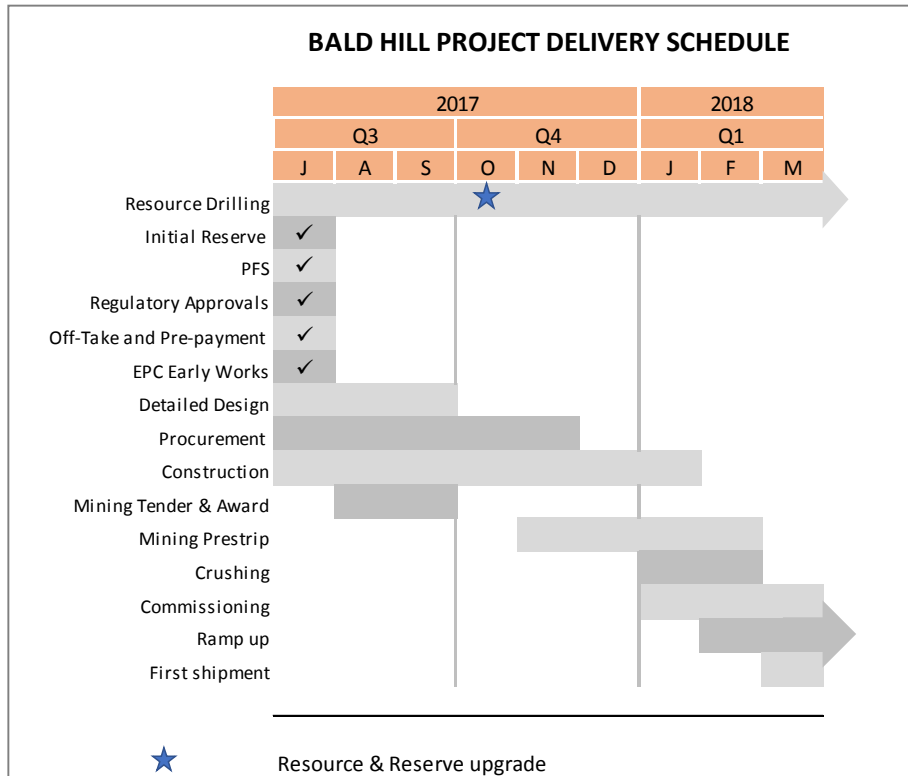 BALD HILL PROJECT DELIVERY SCHEDULE
2017 2018
Q3 Q4 Q1
J A S O N D J F M
Resource Drilling
Initial Reserve ✓
PFS ✓
Regulatory Approvals ✓
Off-Take and Pre-payment ✓
EPC Early Works ✓
Detailed Design
Procurement
Construction
Mining Tender & Award
Mining Prestrip
Crushing
Commissioning
Ramp up
First shipment
Resource & Reserve upgrade